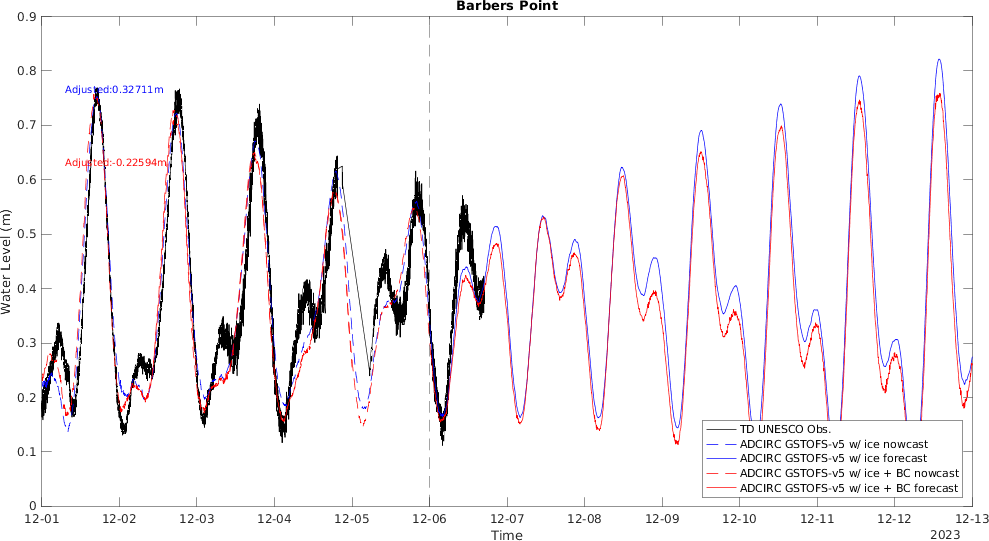 Barbers Point
0.9
0.8
0.7
0.6
0.5
0.4
0.3
0.2
0.1
0
Water Level (m)
Adjusted:0.32711m
Adjusted:-0.22594m
TD UNESCO Obs.
ADCIRC GSTOFS-v5 w/ ice nowcast
ADCIRC GSTOFS-v5 w/ ice forecast
ADCIRC GSTOFS-v5 w/ ice + BC nowcast
ADCIRC GSTOFS-v5 w/ ice + BC forecast
12-01 12-02 12-03 12-04 12-05 12-06 12-07 12-08 12-09 12-10 12-11 12-12 12-13
Time
2023